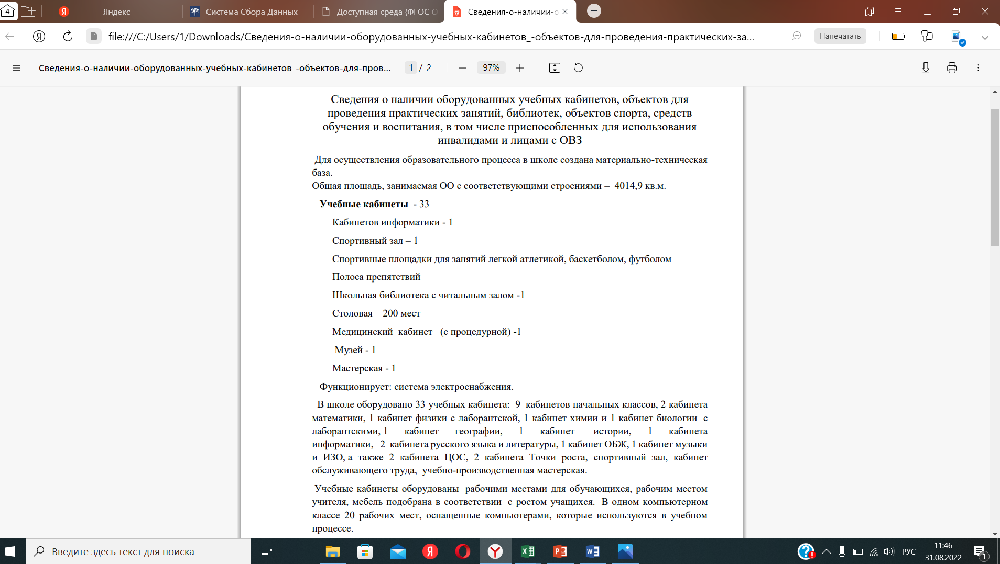 4
Яндекс
Система Сбора Данных
Доступная среда (ФГОС О
Сведения-о-наличии-о
file:///C:/Users/1/Downloads/Сведения-о-наличии-оборудованных-учебных-кабинетов_-объектов-для-проведения-практических-за...
Напечатать
Сведения-о-наличии-оборудованных-учебных-кабинетов_-объектов-для-пров...
1 / 2
97%
Сведения о наличии оборудованных учебных кабинетов, объектов для
проведения практических занятий, библиотек, объектов спорта, средств
обучения и воспитания, в том числе приспособленных для использования
инвалидами и лицами с ОВЗ
Для осуществления образовательного процесса в школе создана материально-техническая
база.
Общая площадь, занимаемая ОО с соответствующими строениями – 4014,9 кв.м.
Учебные кабинеты - 33
Кабинетов информатики - 1
Спортивный зал – 1
Спортивные площадки для занятий легкой атлетикой, баскетболом, футболом
Полоса препятствий
Школьная библиотека с читальным залом -1
Столовая – 200 мест
Медицинский кабинет (с процедурной) -1
Музей - 1
Мастерская - 1
Функционирует: система электроснабжения.
В школе оборудовано 33 учебных кабинета: 9 кабинетов начальных классов, 2 кабинета
математики, 1 кабинет физики с лаборантской, 1 кабинет химии и 1 кабинет биологии с
лаборантскими, 1 кабинет географии, 1 кабинет истории, 1 кабинета
информатики, 2 кабинета русского языка и литературы, 1 кабинет ОБЖ, 1 кабинет музыки
и ИЗО, а также 2 кабинета ЦОС, 2 кабинета Точки роста, спортивный зал, кабинет
обслуживающего труда, учебно-производственная мастерская.
Учебные кабинеты оборудованы рабочими местами для обучающихся, рабочим местом
учителя, мебель подобрана в соответствии с ростом учащихся. В одном компьютерном
классе 20 рабочих мест, оснащенные компьютерами, которые используются в учебном
процессе.
Введите здесь текст для поиска
РУС
11:46
31.08.2022
1